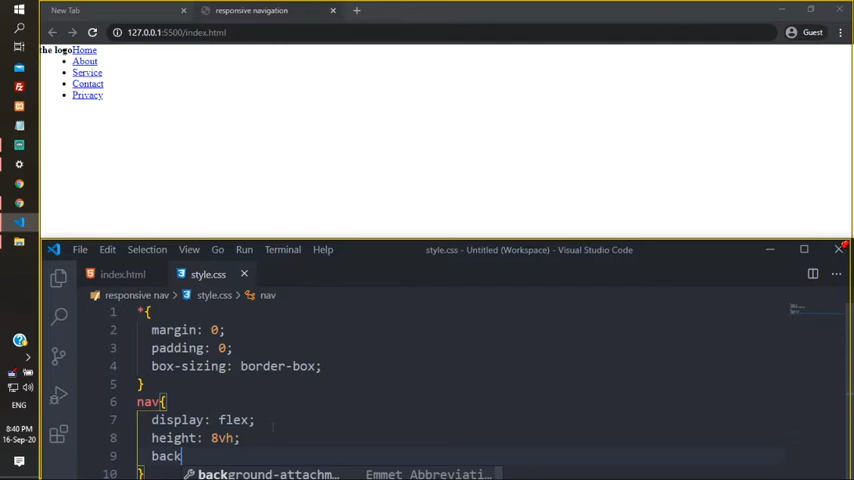 New Tab
responsive navigation
127.0.0.1:5500/index.html
Guest
the logo Home
About
Service
Contact
Privacy
File Edit Selection View Go Run Terminal Help
style.css - Untitled (Workspace) - Visual Studio Code
index.html
style.css
responsive nav > style.css > nav
1 *{
2 margin: 0;
3 padding: 0;
4 box-sizing: border-box;
5 }
6 nav{
7 display: flex;
8 height: 8vh;
9 back
background-attachm… Emmet Abbreviati…
10 }
ENG
8:40 PM
16-Sep-20